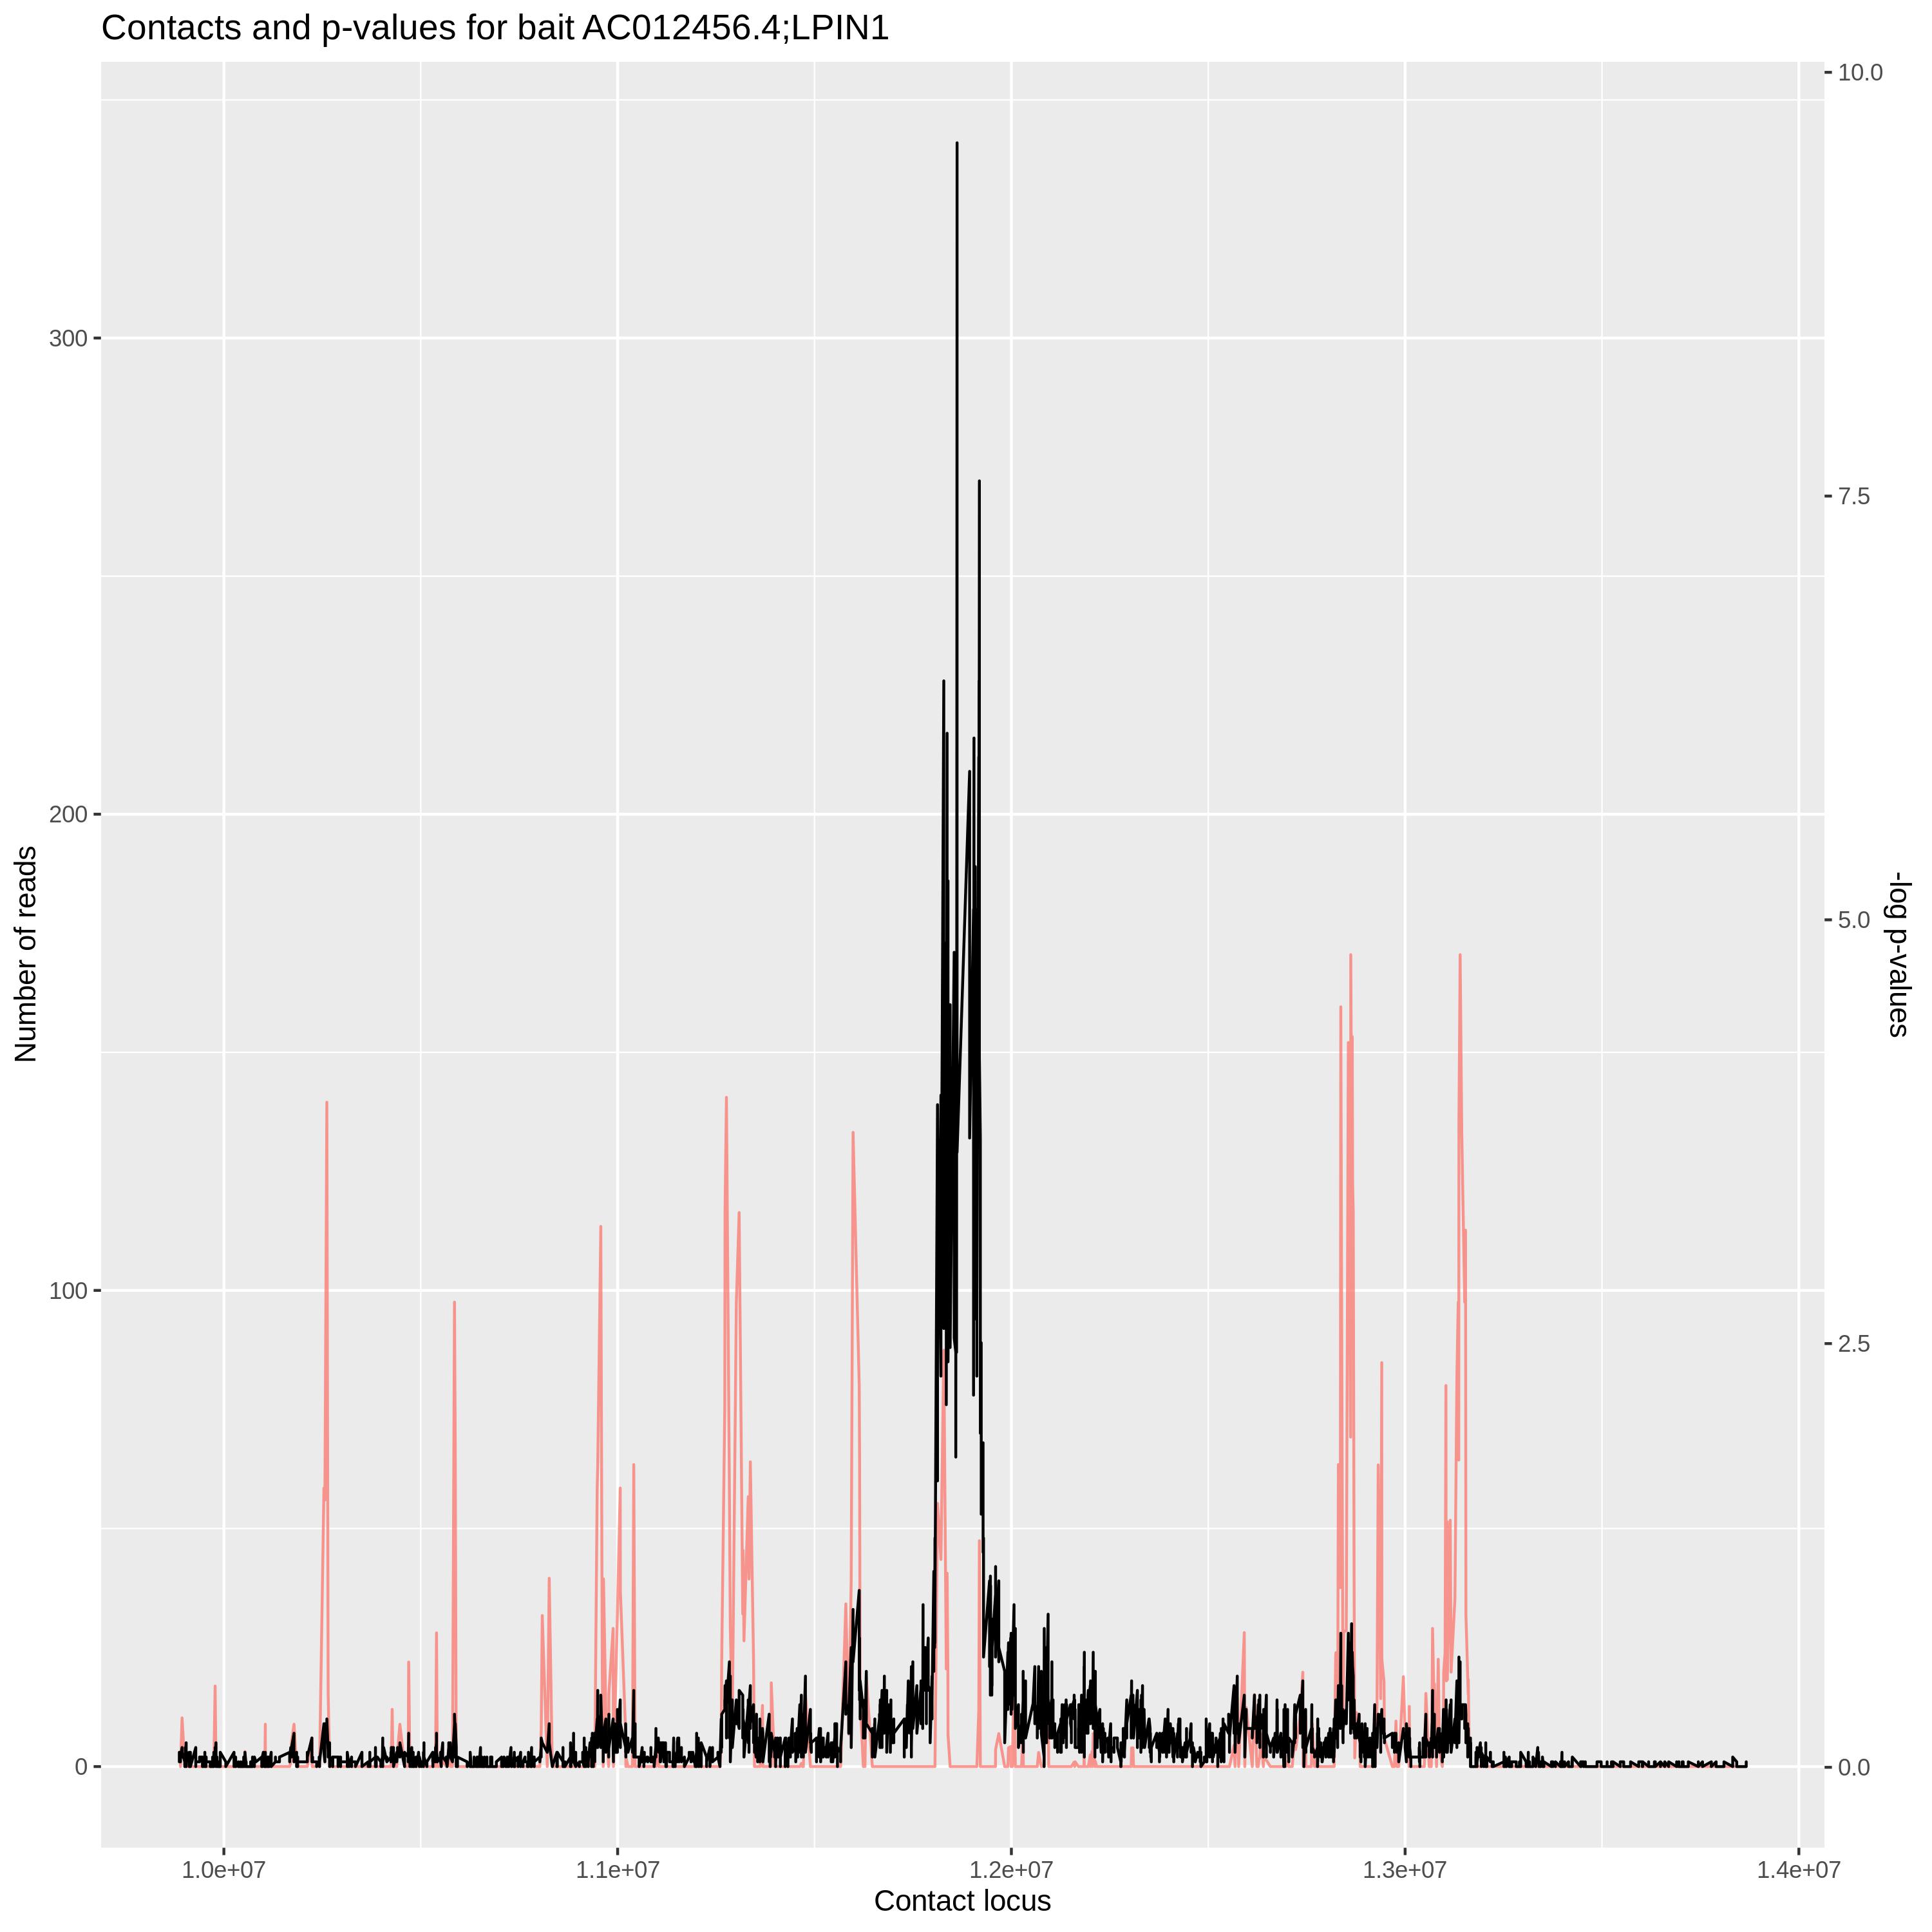 Contacts and p-values for bait AC012456.4;LPIN1
Number of reads
300
200
100
0
10.0
7.5
5.0
2.5
0.0
-log p-values
1.0e+07
1.1e+07
1.2e+07
1.3e+07
1.4e+07
Contact locus